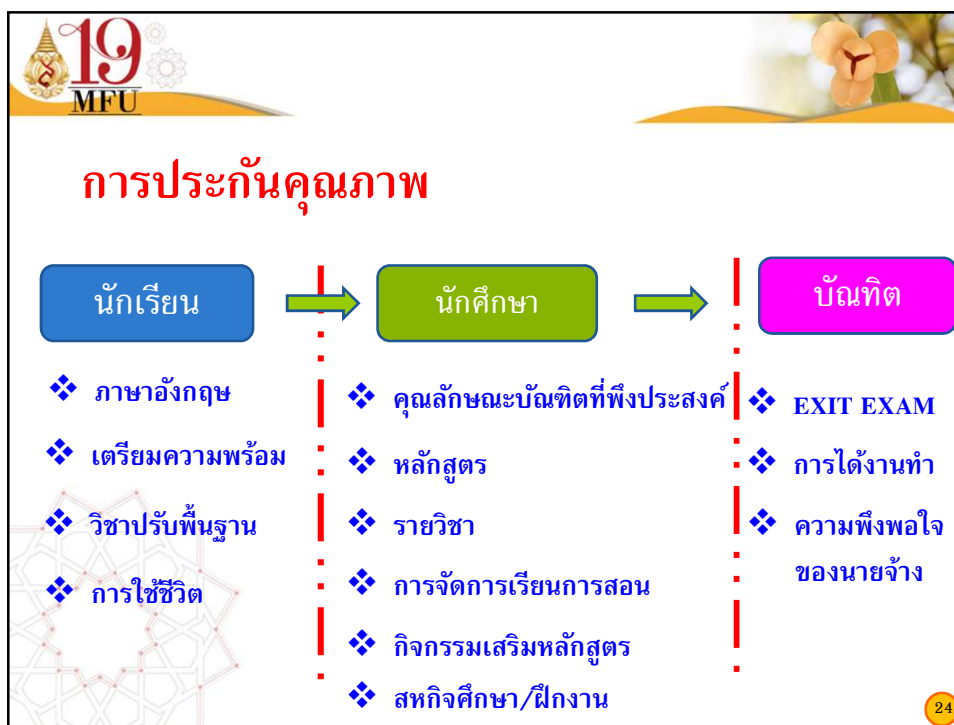 19
MFU
การประกันคุณภาพ
นักเรียน
❖ ภาษาอังกฤษ
❖ เตรียมความพร้อม
❖ วิชาปรับพื้นฐาน
❖ การใช้ชีวิต
นักศึกษา
❖ คุณลักษณะบัณฑิตที่พึงประสงค์
❖ หลักสูตร
❖ รายวิชา
❖ การจัดการเรียนการสอน
❖ กิจกรรมเสริมหลักสูตร
❖ สหกิจศึกษา/ฝึกงาน
บัณฑิต
❖ EXIT EXAM
❖ การได้งานทำ
❖ ความพึงพอใจ
ของนายจ้าง
24